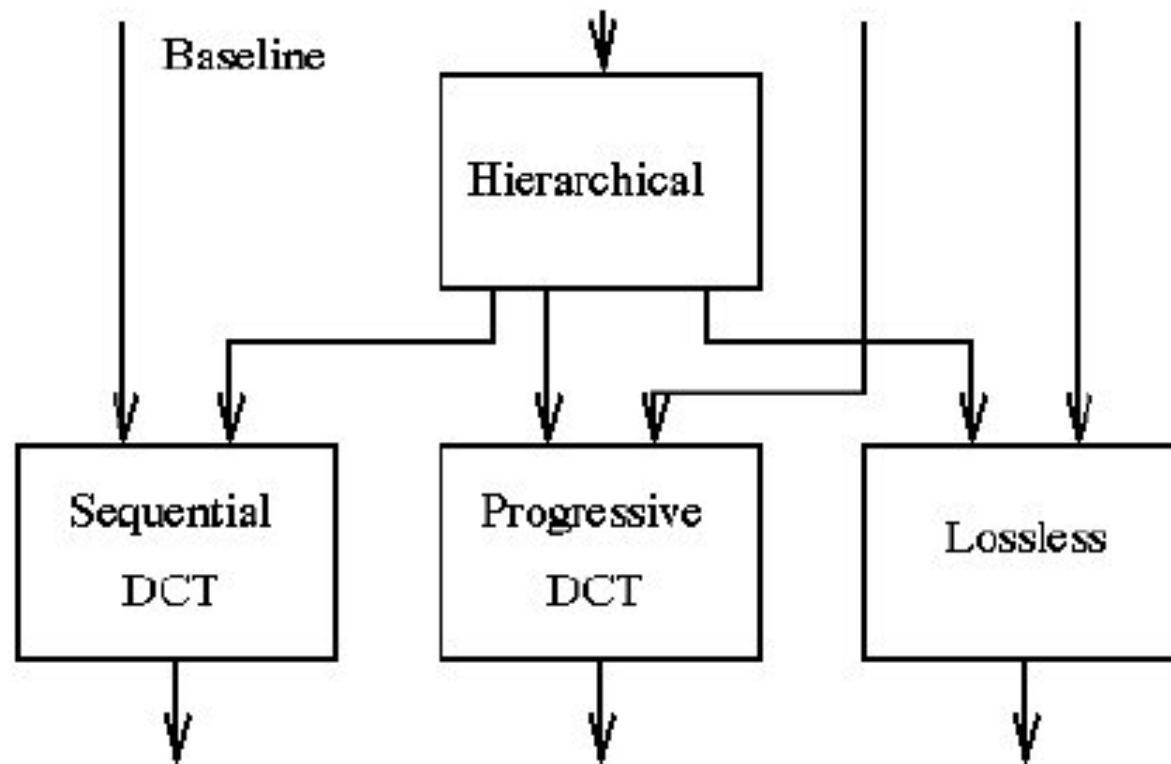 Baseline
Hierarchical
Sequential
DCT
Progressive
DCT
Lossless